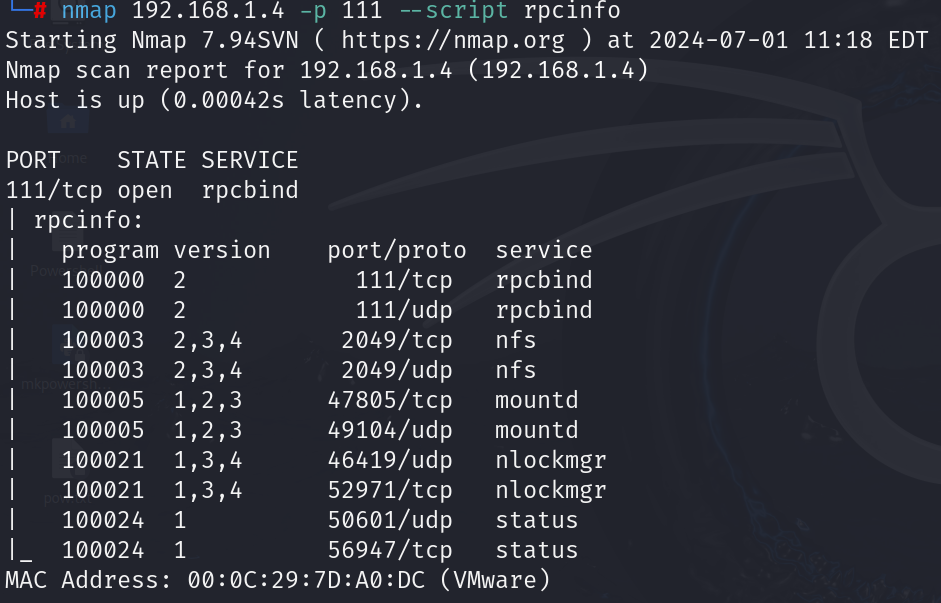 └─# nmap 192.168.1.4 -p 111 --script rpcinfo
Starting Nmap 7.94SVN ( https://nmap.org ) at 2024-07-01 11:18 EDT
Nmap scan report for 192.168.1.4 (192.168.1.4)
Host is up (0.00042s latency).

PORT    STATE SERVICE
111/tcp open  rpcbind
| rpcinfo:
|   program version    port/proto  service
|   100000  2            111/tcp   rpcbind
|   100000  2            111/udp   rpcbind
|   100003  2,3,4       2049/tcp   nfs
|   100003  2,3,4       2049/udp   nfs
|   100005  1,2,3      47805/tcp   mountd
|   100005  1,2,3      49104/udp   mountd
|   100021  1,3,4      46419/udp   nlockmgr
|   100021  1,3,4      52971/tcp   nlockmgr
|   100024  1          50601/udp   status
|_  100024  1          56947/tcp   status
MAC Address: 00:0C:29:7D:A0:DC (VMware)